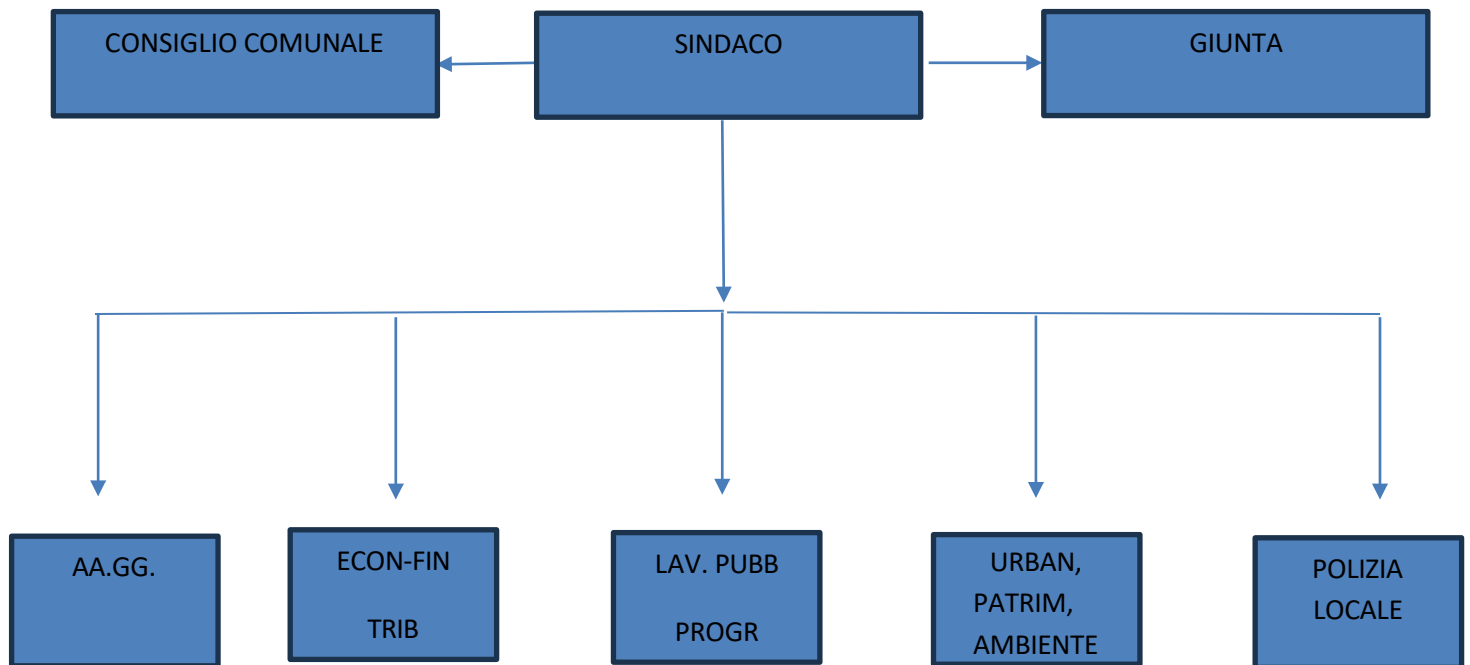 CONSIGLIO COMUNALE
SINDACO
GIUNTA
AA.GG.
ECON-FIN
TRIB
LAV. PUBB
PROGR
URBAN,
PATRIM,
AMBIENTE
POLIZIA
LOCALE